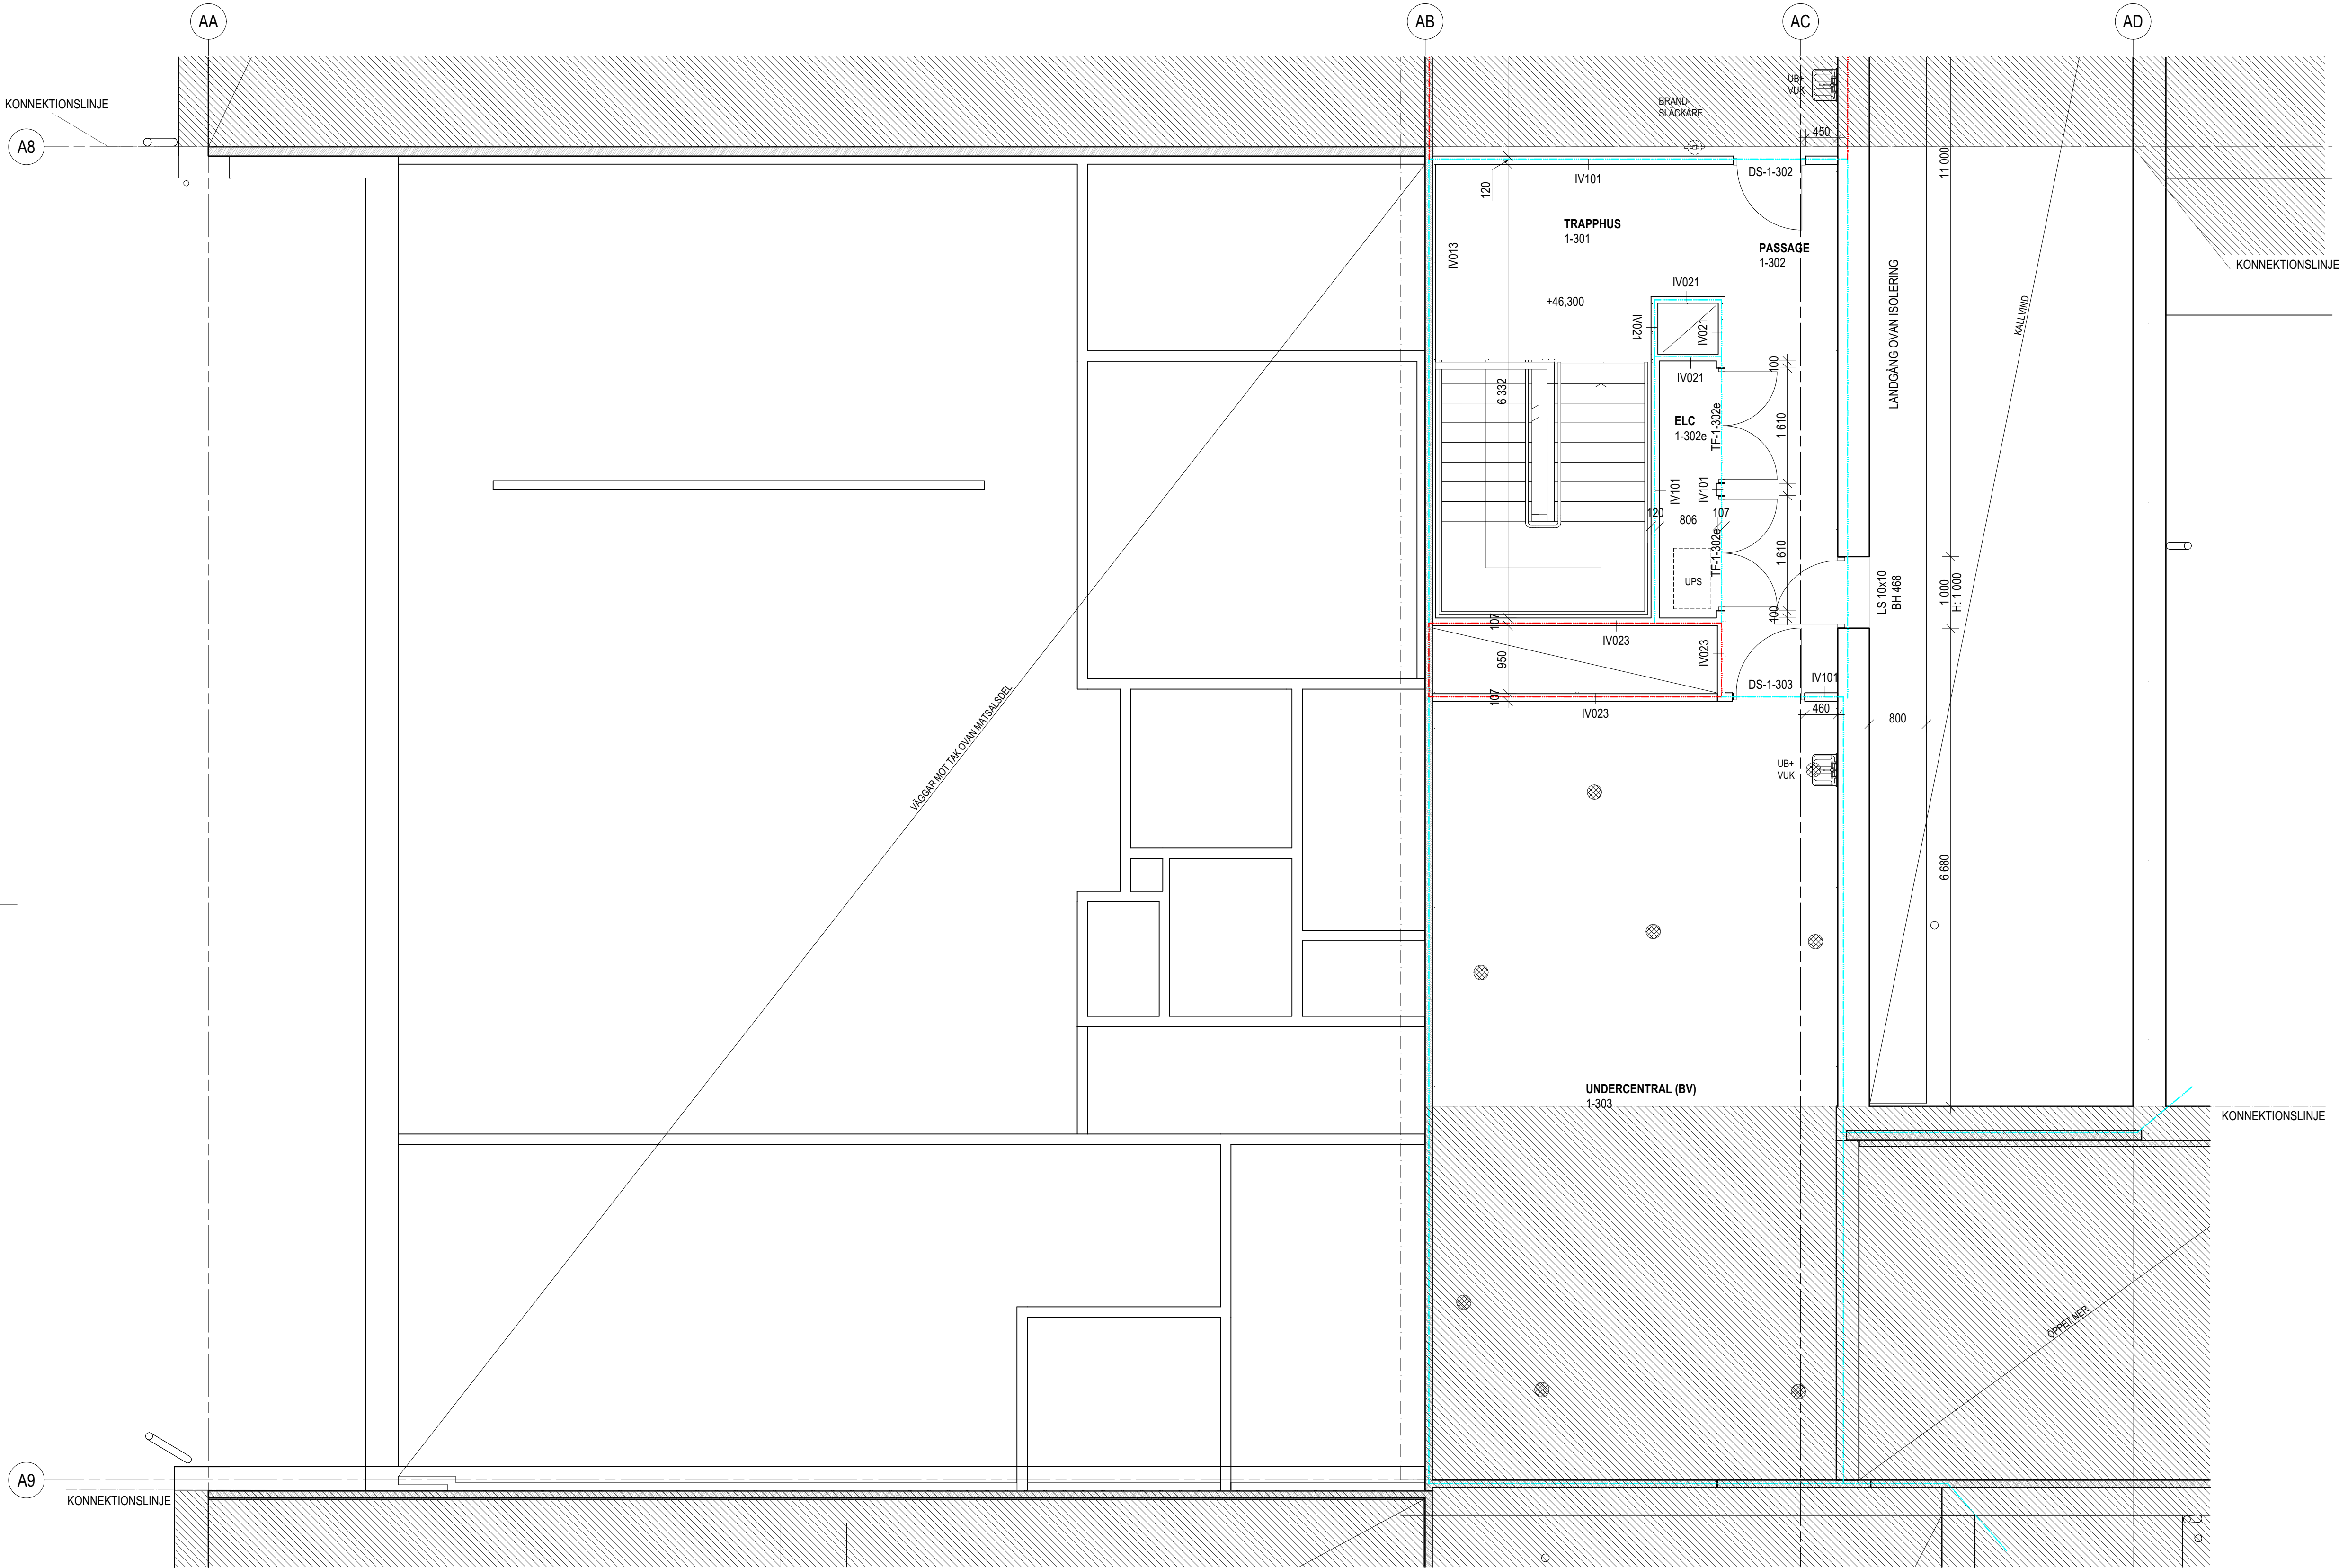 AA
AB
AC
AD
KONNEKTIONSLINJE
A8
UB+
VUK
BRAND-
SLÄCKARE
450
11 000
IV101
DS-1-302
120
TRAPPHUS
1-301
PASSAGE
1-302
IV013
KONNEKTIONSLINJE
LANDGÅNG OVAN ISOLERING
KALLVIND
+46,300
IV021
IV021
IV021
IV021
100
6 332
ELC
1-302e
TF-1-302e
1 610
IV101
IV101
120
806
107
TF-1-302e
1 610
UPS
LS 10x10
BH 468
1 000
H: 1 000
100
107
IV023
IV023
950
DS-1-303
IV101
107
IV023
460
800
VÄGGAR MOT TAK OVAN MATSALSDEL
UB+
VUK
6 680
UNDERCENTRAL (BV)
1-303
KONNEKTIONSLINJE
ÖPPET NER
A9
KONNEKTIONSLINJE